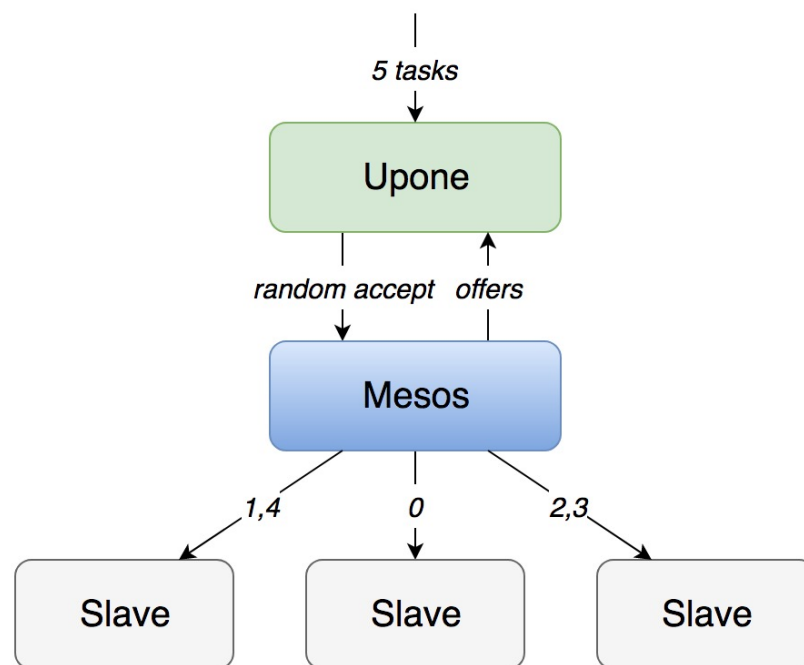 5 tasks
Upone
random accept
offers
Mesos
1,4
0
2,3
Slave
Slave
Slave